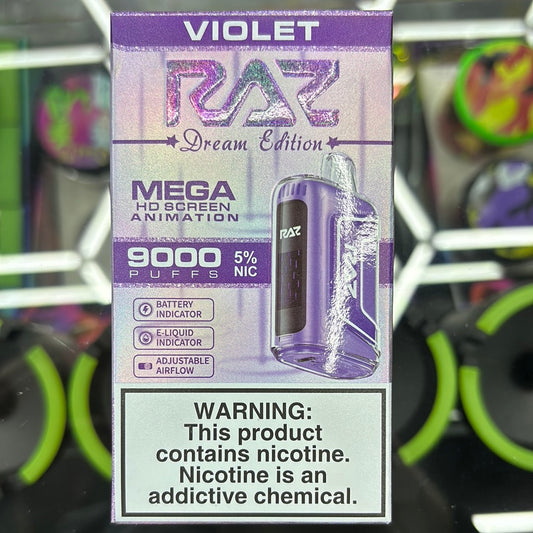 VIOLET
RAZ
Dream Edition
MEGA
HD SCREEN
ANIMATION
9000
PUFFS
5%
NIC
BATTERY
INDICATOR
E-LIQUID
INDICATOR
ADJUSTABLE
AIRFLOW
RAZ
RAZ
WARNING:
This product
contains nicotine.
Nicotine is an
addictive chemical.